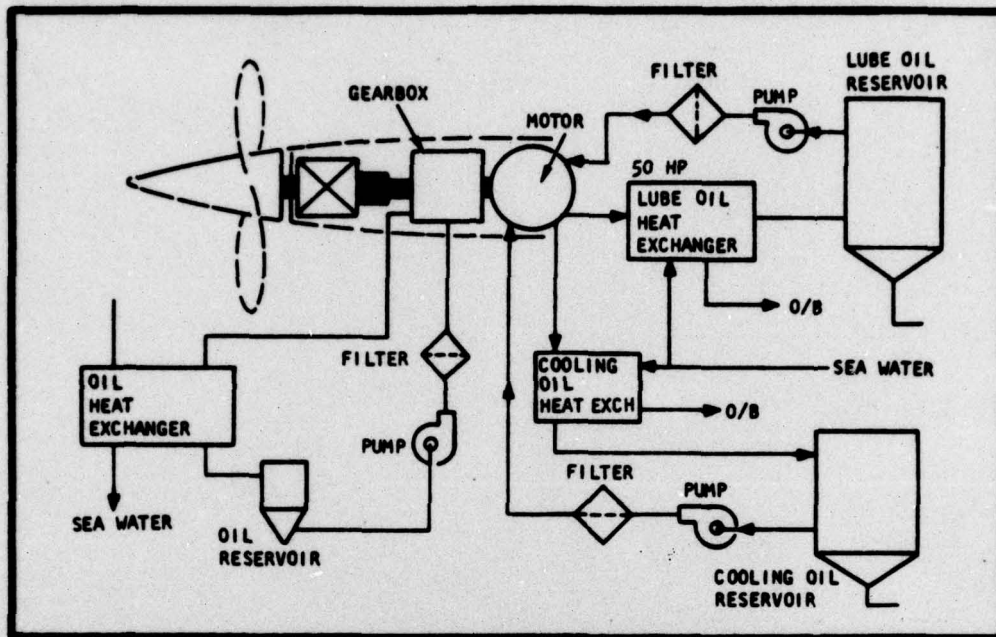 LUBE OIL
RESERVOIR
FILTER
PUMP
GEARBOX
MOTOR
50 HP
LUBE OIL
HEAT
EXCHANGER
O/B
FILTER
COOLING
OIL
HEAT EXCH
SEA WATER
OIL
HEAT
EXCHANGER
O/B
PUMP
FILTER
PUMP
SEA WATER
OIL
RESERVOIR
COOLING OIL
RESERVOIR